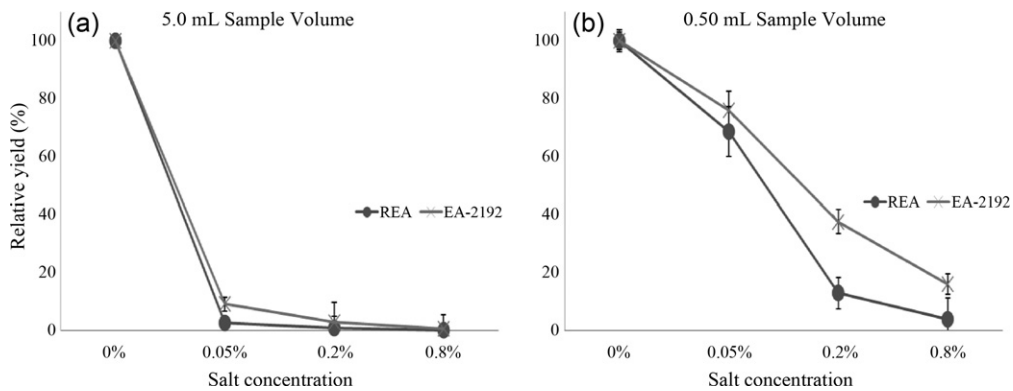 (a) 5.0 mL Sample Volume
Relative yield (%)
100
80
60
40
20
0
REA EA-2192
0% 0.05% 0.2% 0.8%
Salt concentration
(b) 0.50 mL Sample Volume
100
80
60
40
20
0
REA EA-2192
0% 0.05% 0.2% 0.8%
Salt concentration